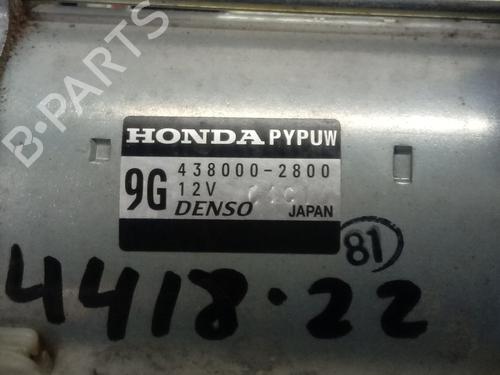 B-PARTS
HONDA PYPUW
438000-2800
9G 12V
DENSO JAPAN
81
4418.22